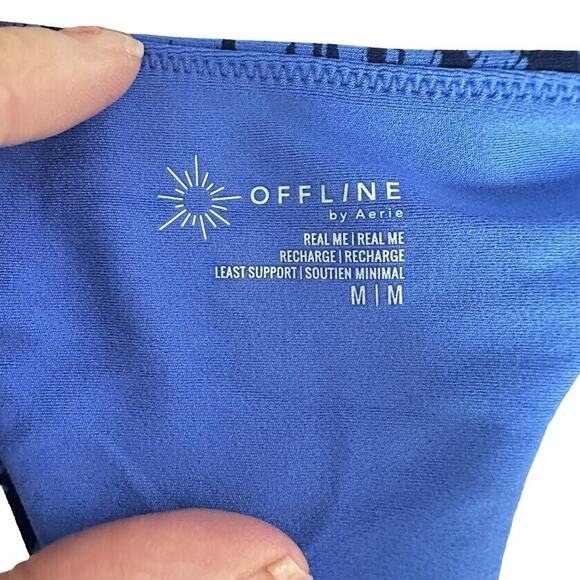 OFFLINE
by Aerie
REAL ME | REAL ME
RECHARGE | RECHARGE
LEAST SUPPORT | SOUTIEN MINIMAL
M | M